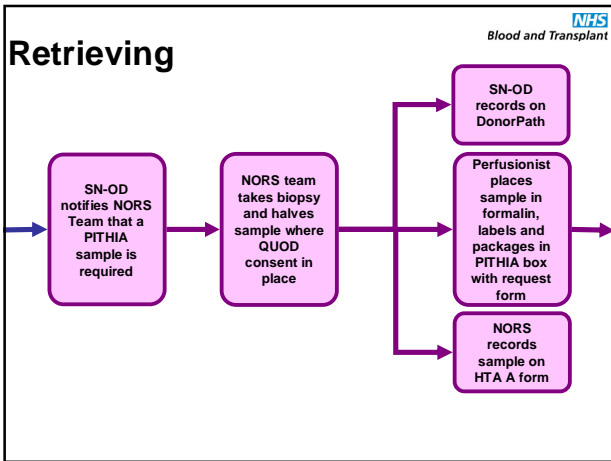 NHS
Blood and Transplant
Retrieving
SN-OD
notifies NORS
Team that a
PITHIA
sample is
required
NORS team
takes biopsy
and halves
sample where
QUOD
consent in
place
SN-OD
records on
DonorPath
Perfusionist
places
sample in
formalin,
labels and
packages in
PITHIA box
with request
form
NORS
records
sample on
HTA A form